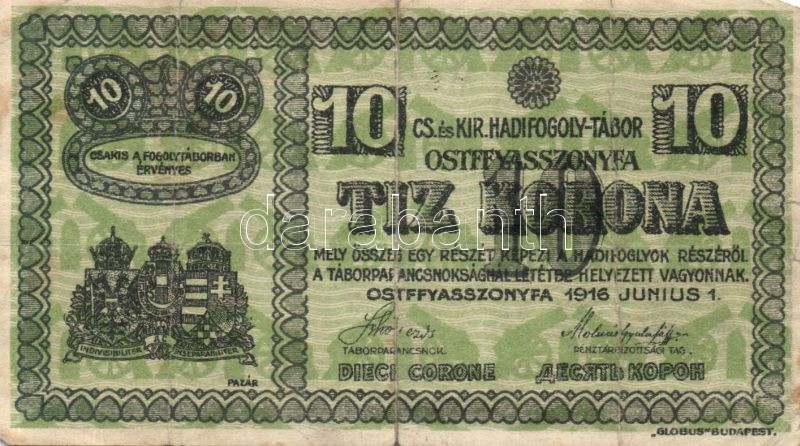 10 10
CSAKIS A FOGOLYTÁBORBAN
ÉRVÉNYES
INDIVISIBILITER INSEPARABILITER
PAZÁR
10 10
CS. és KIR. HADIFOGOLY-TÁBOR
OSTFFYASSZONYFA
TIZ KORONA
10
MELY ÖSSZEG EGY RÉSZÉT KÉPEZI A HADIFOGLYOK RÉSZÉRŐL
A TÁBORPARANCSNOKSÁGNÁL LETÉTBE HELYEZETT VAGYONNAK.
OSTFFYASSZONYFA 1916 JUNIUS 1.
TÁBORPARANCSNOK. PÉNZTÁRBIZOTTSÁGI TAG.
DIECI CORONE ДЕСЯТЬ КОРОН
„GLOBUS" BUDAPEST.
darabanth